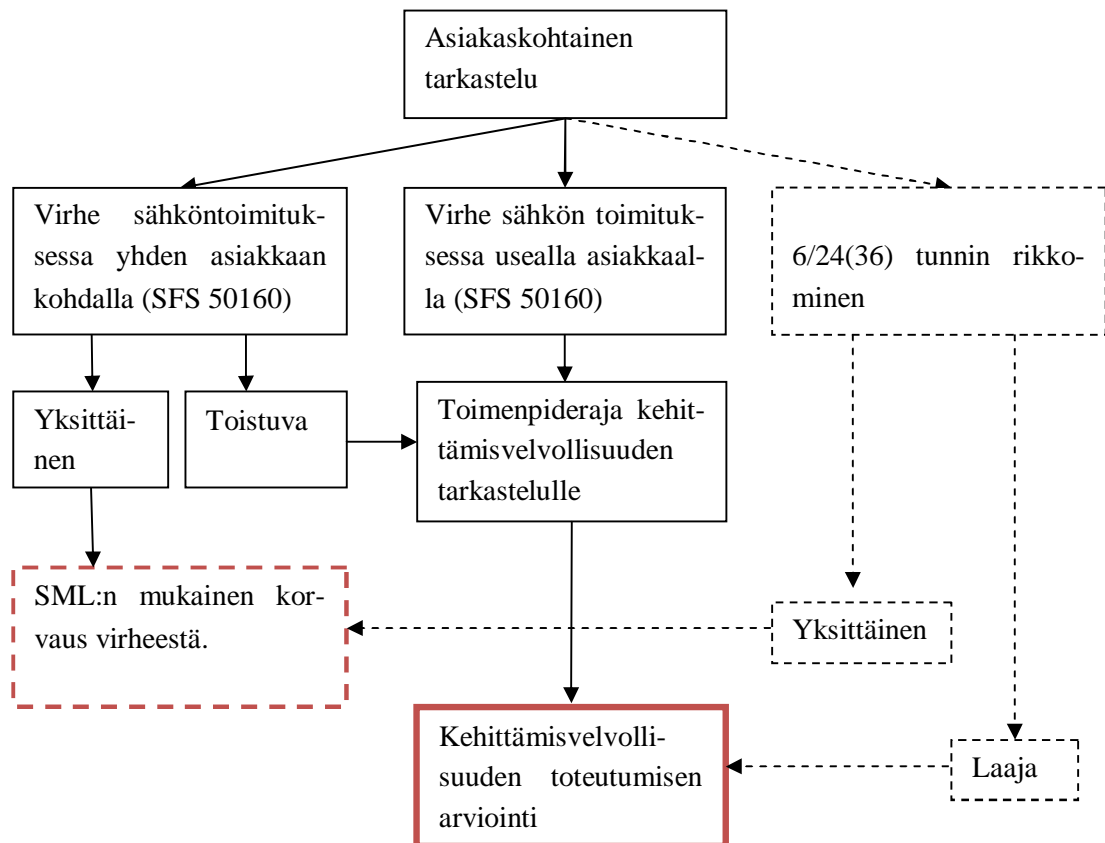 Asiakaskohtainen
tarkastelu
Virhe sähköntoimituk-
sessa yhden asiakkaan
kohdalla (SFS 50160)
Virhe sähkön toimituk-
sessa usealla asiakkaal-
la (SFS 50160)
6/24(36) tunnin rikko-
minen
Yksittäi-
nen
Toistuva
Toimenpideraja kehit-
tämisvelvollisuuden
tarkastelulle
SML:n mukainen kor-
vaus virheestä.
Yksittäinen
Kehittämisvelvolli-
suuden toteutumisen
arviointi
Laaja